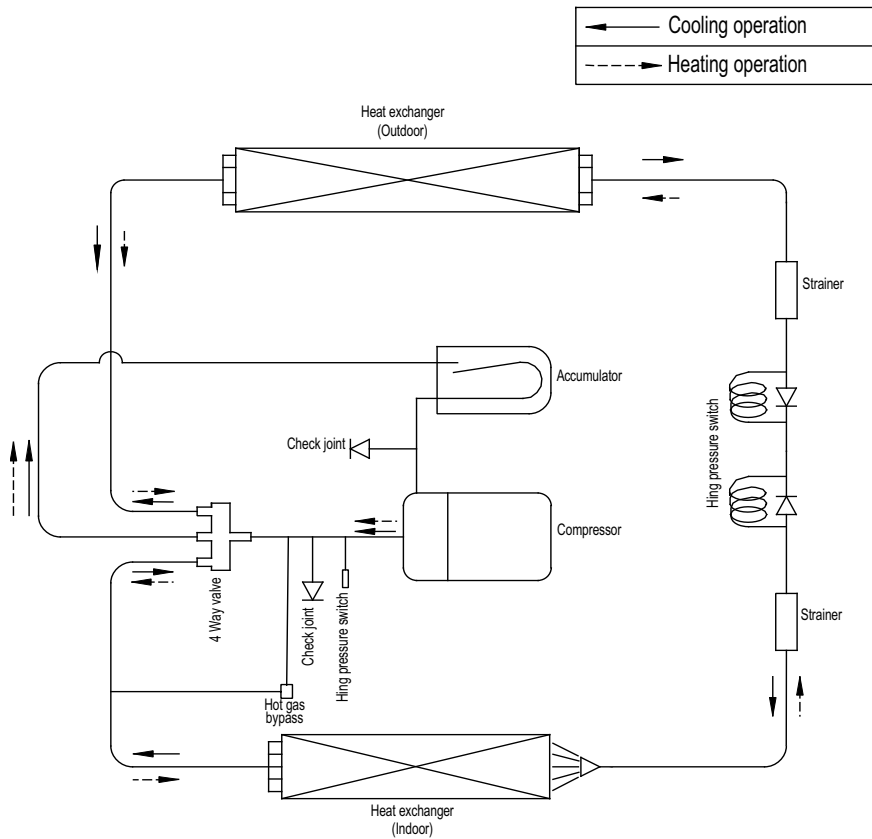 Cooling operation
Heating operation
Heat exchanger
(Outdoor)
Strainer
Accumulator
Hing pressure switch
Check joint
Compressor
4 Way valve
Check joint
Hing pressure switch
Strainer
Hot gas
bypass
Heat exchanger
(Indoor)